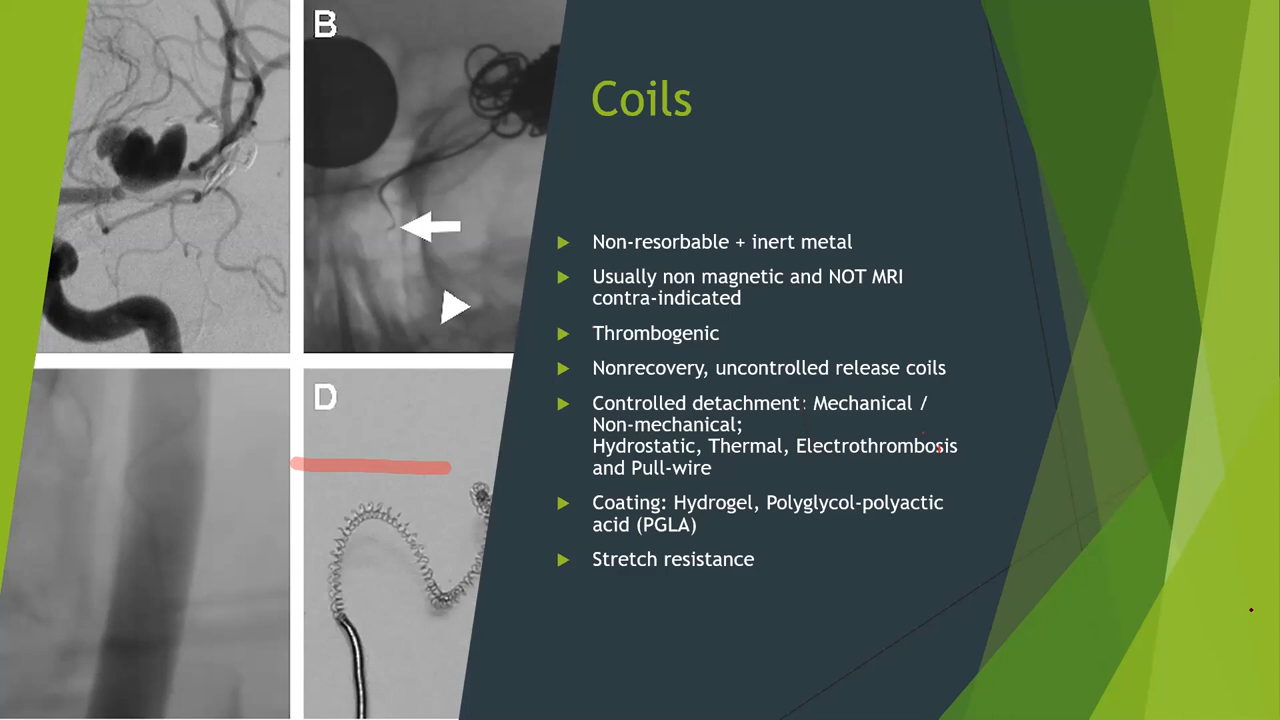 B
Coils
Non-resorbable + inert metal
Usually non magnetic and NOT MRI
contra-indicated
Thrombogenic
Nonrecovery, uncontrolled release coils
Controlled detachment: Mechanical /
Non-mechanical;
Hydrostatic, Thermal, Electrothrombosis
and Pull-wire
Coating: Hydrogel, Polyglycol-polyactic
acid (PGLA)
Stretch resistance
D